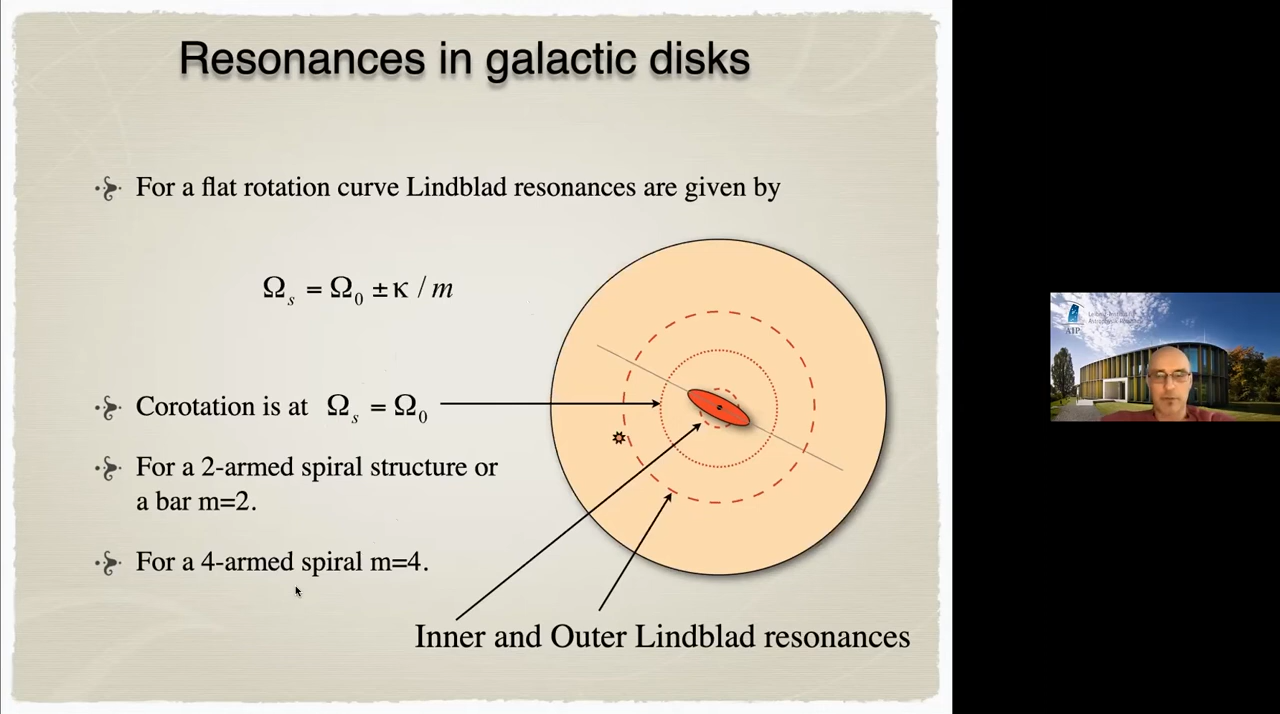 Resonances in galactic disks
For a flat rotation curve Lindblad resonances are given by
Ω_s = Ω_0 ± κ / m
Corotation is at Ω_s = Ω_0
For a 2-armed spiral structure or
a bar m=2.
For a 4-armed spiral m=4.
Inner and Outer Lindblad resonances
AIP